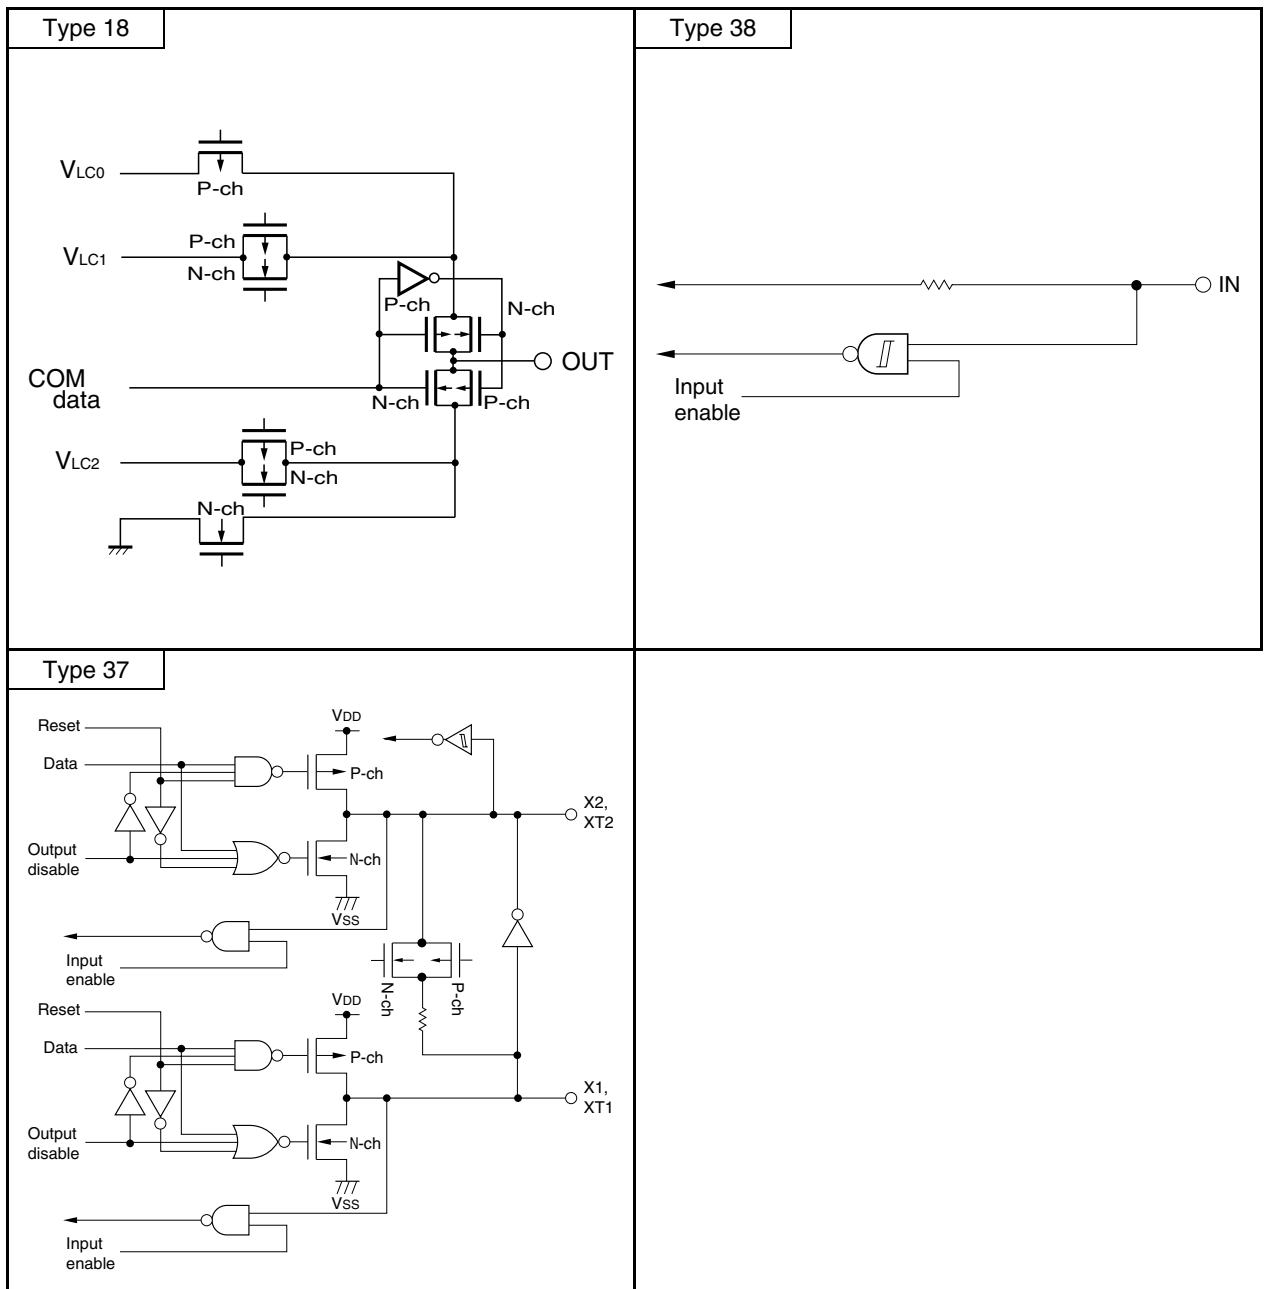 Type 18
VLC0
P-ch
VLC1
P-ch
N-ch
P-ch
N-ch
OUT
COM
data
N-ch
P-ch
VLC2
P-ch
N-ch
N-ch
Type 38
IN
Input
enable
Type 37
Reset
Data
Output
disable
VDD
P-ch
N-ch
VSS
X2,
XT2
Input
enable
N-ch
P-ch
Reset
Data
Output
disable
VDD
P-ch
N-ch
VSS
X1,
XT1
Input
enable